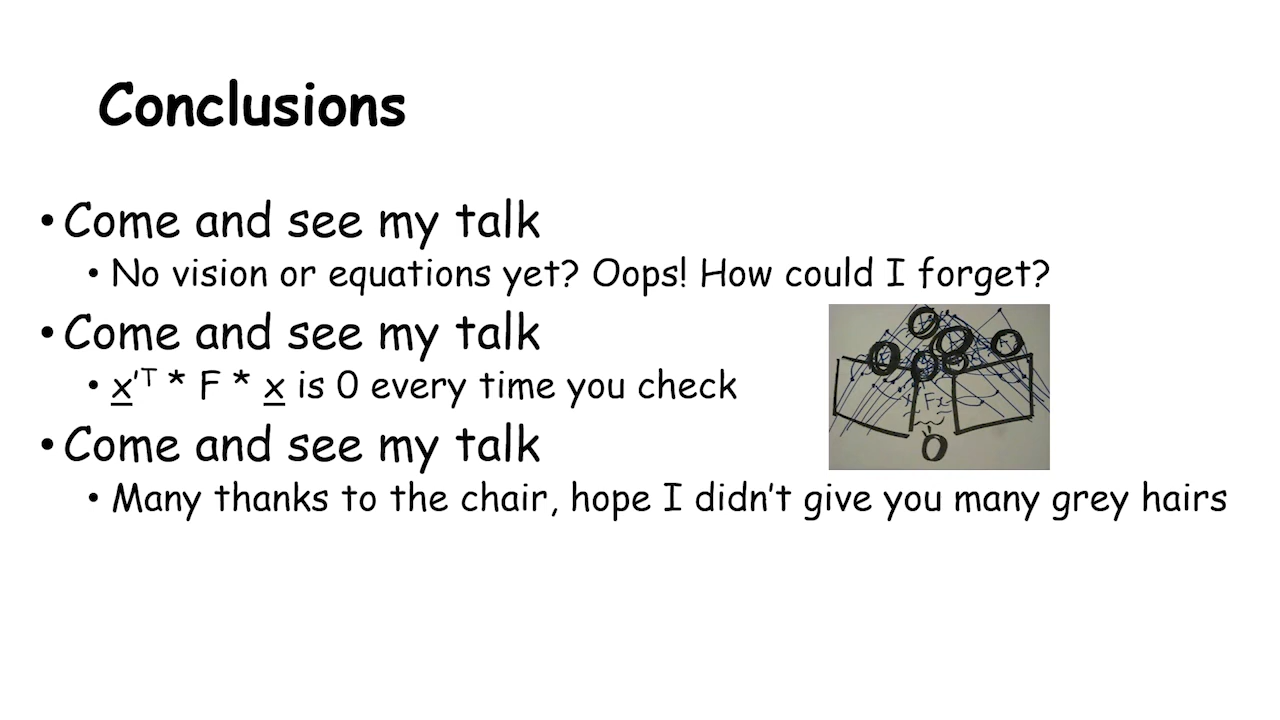 Conclusions
• Come and see my talk
• No vision or equations yet? Oops! How could I forget?
• Come and see my talk
• x'ᵀ * F * x is 0 every time you check
• Come and see my talk
• Many thanks to the chair, hope I didn't give you many grey hairs